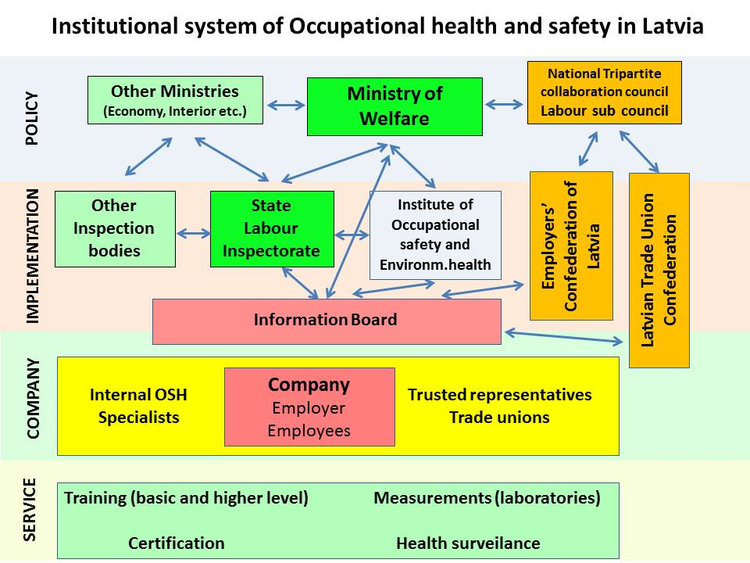 Institutional system of Occupational health and safety in Latvia
POLICY
Other Ministries
(Economy, Interior etc.)
Ministry of
Welfare
National Tripartite
collaboration council
Labour sub council
IMPLEMENTATION
Other
Inspection
bodies
State
Labour
Inspectorate
Institute of
Occupational
safety and
Environm.health
Employers’
Confederation of
Latvia
Latvian Trade Union
Confederation
Information Board
COMPANY
Internal OSH
Specialists
Company
Employer
Employees
Trusted representatives
Trade unions
SERVICE
Training (basic and higher level)
Measurements (laboratories)
Certification
Health surveilance